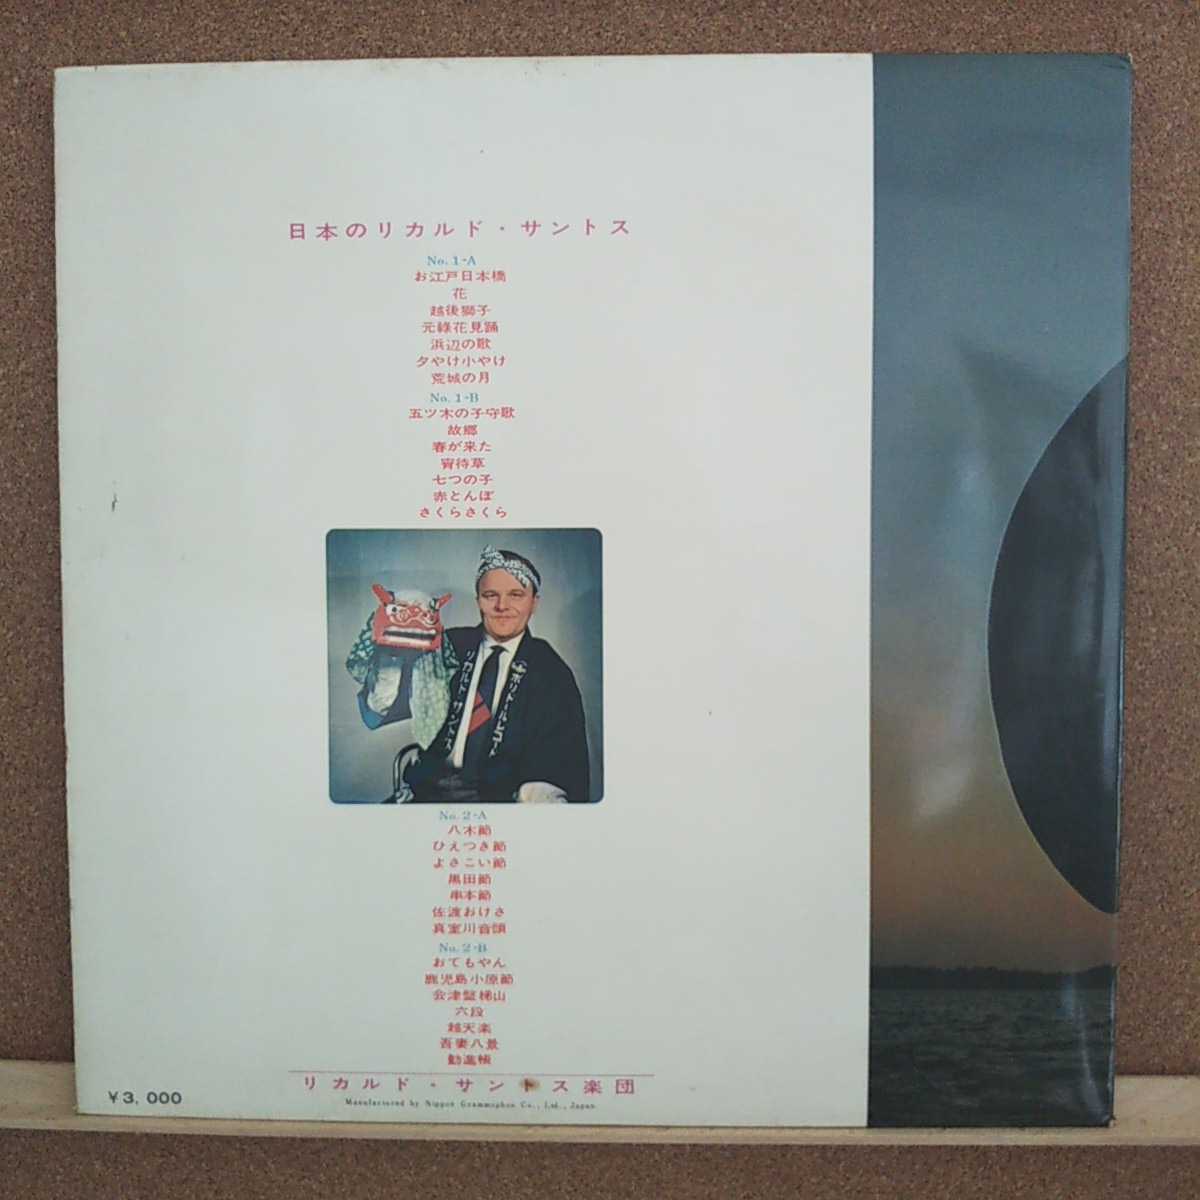 日本のリカルド・サントス
No. 1-A
お江戸日本橋
花
越後獅子
元祿花見踊
浜辺の歌
夕やけ小やけ
荒城の月
No. 1-B
五ツ木の子守歌
故郷
春が来た
宵待草
七つの子
赤とんぼ
さくらさくら
リカルド・サントス
ポリドールレコード
No. 2-A
八木節
ひえつき節
よさこい節
黒田節
串本節
佐渡おけさ
真室川音頭
No. 2-B
おてもやん
鹿児島小原節
会津磐梯山
六段
越天楽
吾妻八景
勧進帳
リカルド・サントス楽団
Manufactured by Nippon Grammophon Co., Ltd., Japan
¥3,000